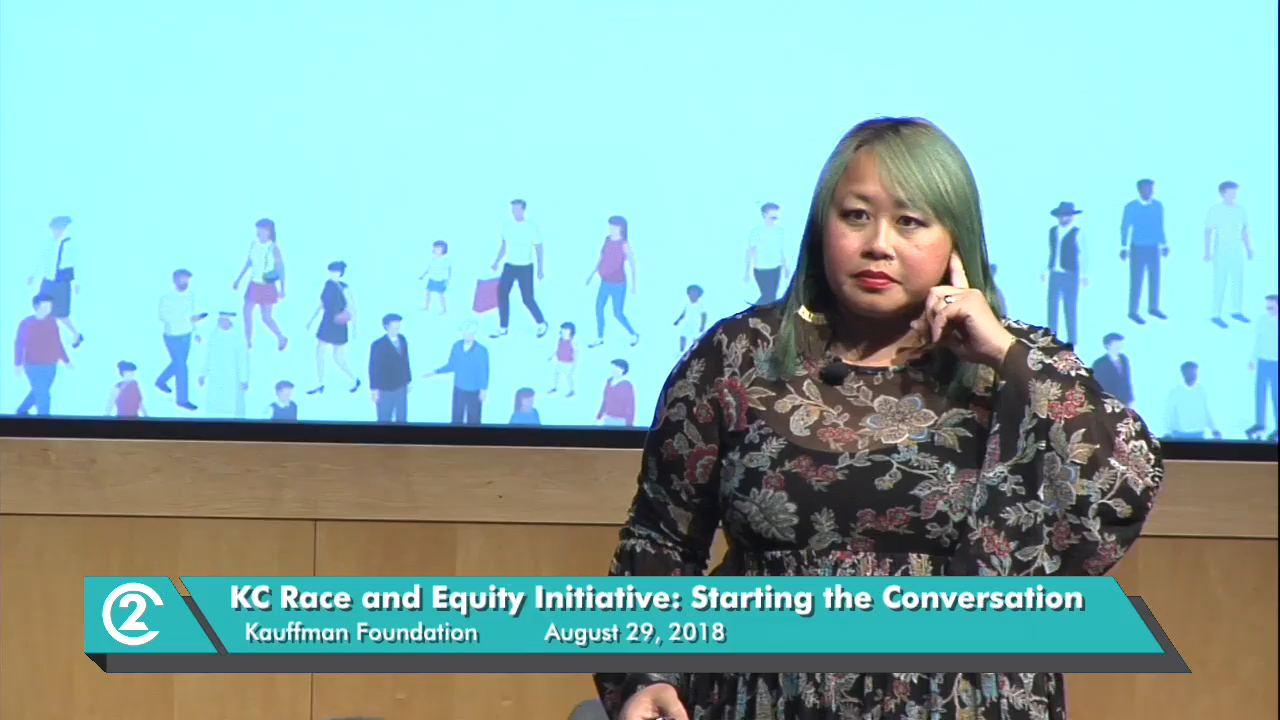 2
KC Race and Equity Initiative: Starting the Conversation
Kauffman Foundation August 29, 2018